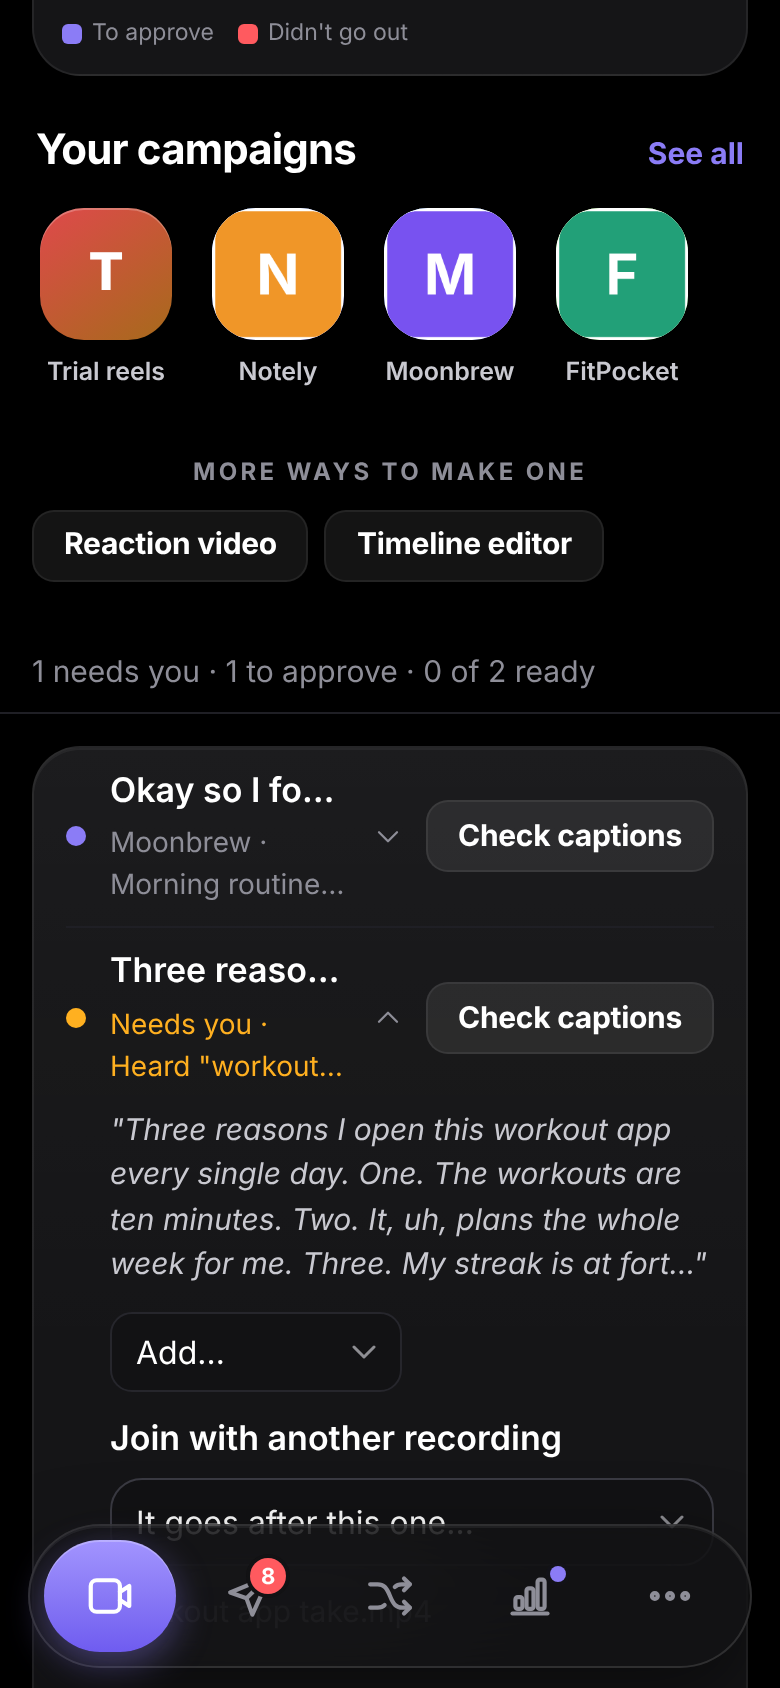 To approve Didn't go out
Your campaigns See all
T N M F
Trial reels Notely Moonbrew FitPocket
MORE WAYS TO MAKE ONE
Reaction video Timeline editor
1 needs you · 1 to approve · 0 of 2 ready
Okay so I fo...
Moonbrew ·
Morning routine...
Check captions
Three reaso...
Needs you ·
Heard "workout...
Check captions
"Three reasons I open this workout app
every single day. One. The workouts are
ten minutes. Two. It, uh, plans the whole
week for me. Three. My streak is at fort..."
Add...
Join with another recording
It goes after this one...
8
app take.mp4